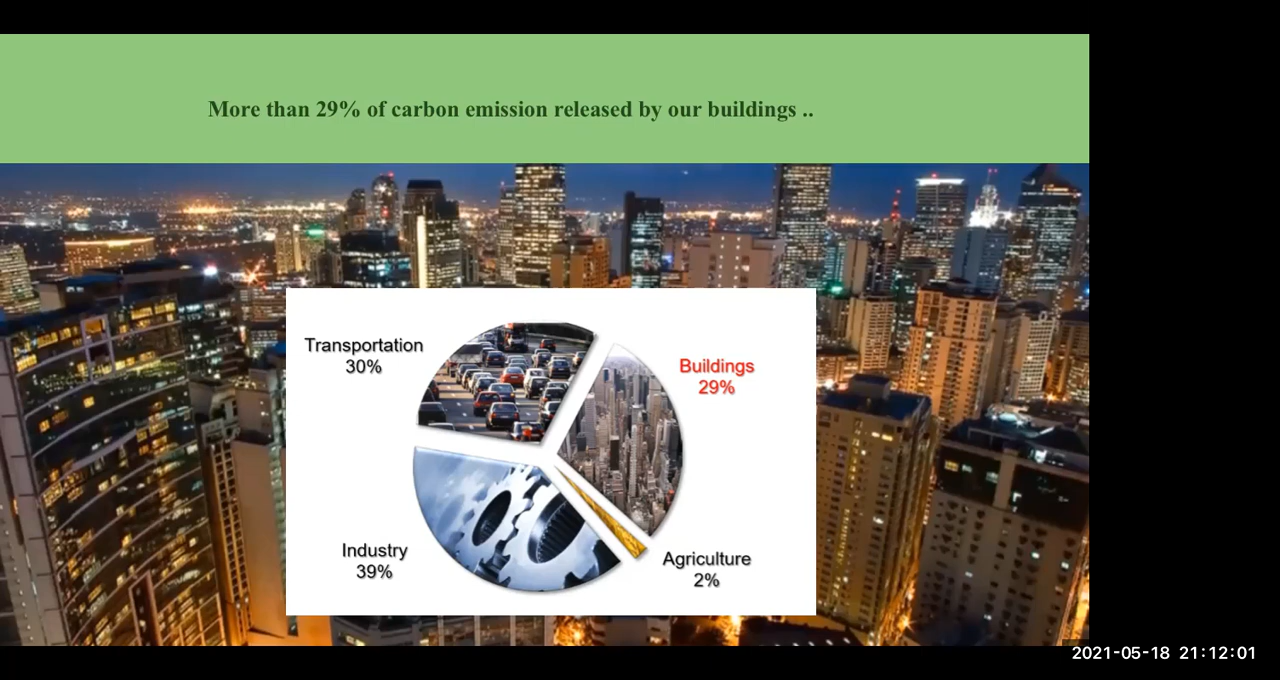 More than 29% of carbon emission released by our buildings ..
Transportation
30%
Buildings
29%
Industry
39%
Agriculture
2%
2021-05-18 21:12:01